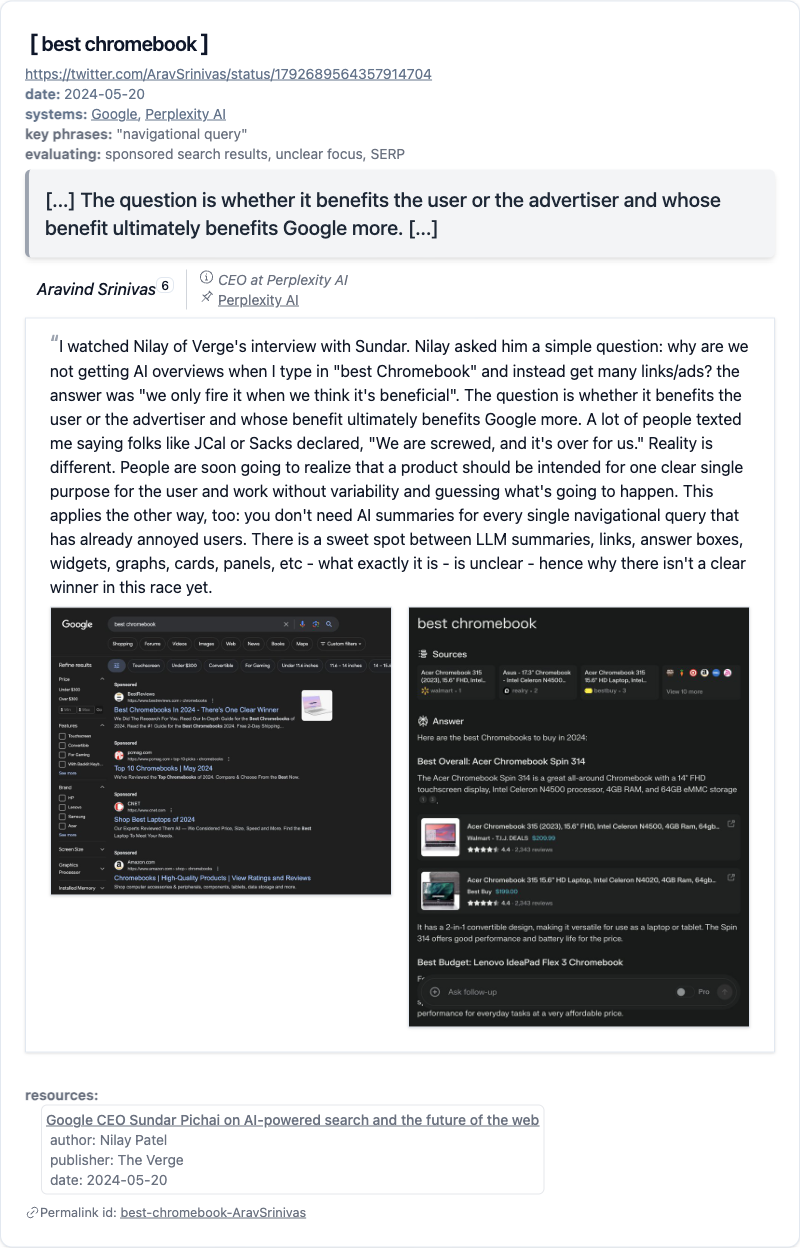 [ best chromebook ]
https://twitter.com/AravSrinivas/status/1792689564357914704
date: 2024-05-20
systems: Google, Perplexity AI
key phrases: "navigational query"
evaluating: sponsored search results, unclear focus, SERP
[...] The question is whether it benefits the user or the advertiser and whose
benefit ultimately benefits Google more. [...]
Aravind Srinivas 6
CEO at Perplexity AI
Perplexity AI
“I watched Nilay of Verge's interview with Sundar. Nilay asked him a simple question: why are we
not getting AI overviews when I type in "best Chromebook" and instead get many links/ads? the
answer was "we only fire it when we think it's beneficial". The question is whether it benefits the
user or the advertiser and whose benefit ultimately benefits Google more. A lot of people texted
me saying folks like JCal or Sacks declared, "We are screwed, and it's over for us." Reality is
different. People are soon going to realize that a product should be intended for one clear single
purpose for the user and work without variability and guessing what's going to happen. This
applies the other way, too: you don't need AI summaries for every single navigational query that
has already annoyed users. There is a sweet spot between LLM summaries, links, answer boxes,
widgets, graphs, cards, panels, etc - what exactly it is - is unclear - hence why there isn't a clear
winner in this race yet.
Google
best chromebook
Shopping Forums Videos Images Web News Books Maps Custom filters
Refine results
Touchscreen Under $300 Convertible For Gaming Under 11.6 inches 11.6 - 14 inches
Price
Under $300
Over $300
Features
Touchscreen
Convertible
For Gaming
With Reddit Keyb...
See more
Brand
HP
Lenovo
Samsung
Acer
See more
Screen Size
Graphics
Processor
Installed Memory
Sponsored
BestReviews
Best Chromebooks In 2024 - There's One Clear Winner
We Did The Research For You. Read Our In-Depth Guide for the Best Chromebooks of
2024. Read the #1 Guide for the Best Chromebooks 2024. Free 2-Day Shipping...
Sponsored
pcmag.com
Top 10 Chromebooks | May 2024
We've Reviewed the Top Chromebooks of 2024. Compare & Choose From the Best Now.
Sponsored
CNET
https://www.cnet.com
Shop Best Laptops of 2024
Our Experts Reviewed Them All — We Considered Price, Size, Speed and More. Find the Best
Laptop To Meet Your Needs.
Sponsored
Amazon.com
Chromebooks | High-Quality Products | View Ratings and Reviews
Shop computer accessories & peripherals, components, tablets, data storage and more.
best chromebook
Sources
Acer Chromebook 315
(2023), 15.6" FHD, Intel...
walmart · 1
Asus - 17.3" Chromebook
- Intel Celeron N4500...
Acer Chromebook 315
15.6" HD Laptop, Intel...
bestbuy · 3
View 10 more
Answer
Here are the best Chromebooks to buy in 2024:
Best Overall: Acer Chromebook Spin 314
The Acer Chromebook Spin 314 is a great all-around Chromebook with a 14" FHD
touchscreen display, Intel Celeron N4500 processor, 4GB RAM, and 64GB eMMC storage
Acer Chromebook 315 (2023), 15.6" FHD, Intel Celeron N4500, 4GB Ram, 64gb...
Walmart - T.I.J. DEALS $209.99
4.4 · 2,343 reviews
Acer Chromebook 315 15.6" HD Laptop, Intel Celeron N4020, 4GB Ram, 64gb...
Best Buy $199.00
4.4 · 2,343 reviews
It has a 2-in-1 convertible design, making it versatile for use as a laptop or tablet. The Spin
314 offers good performance and battery life for the price.
Best Budget: Lenovo IdeaPad Flex 3 Chromebook
Ask follow-up
Pro
performance for everyday tasks at a very affordable price.
resources:
Google CEO Sundar Pichai on AI-powered search and the future of the web
author: Nilay Patel
publisher: The Verge
date: 2024-05-20
Permalink id: best-chromebook-AravSrinivas